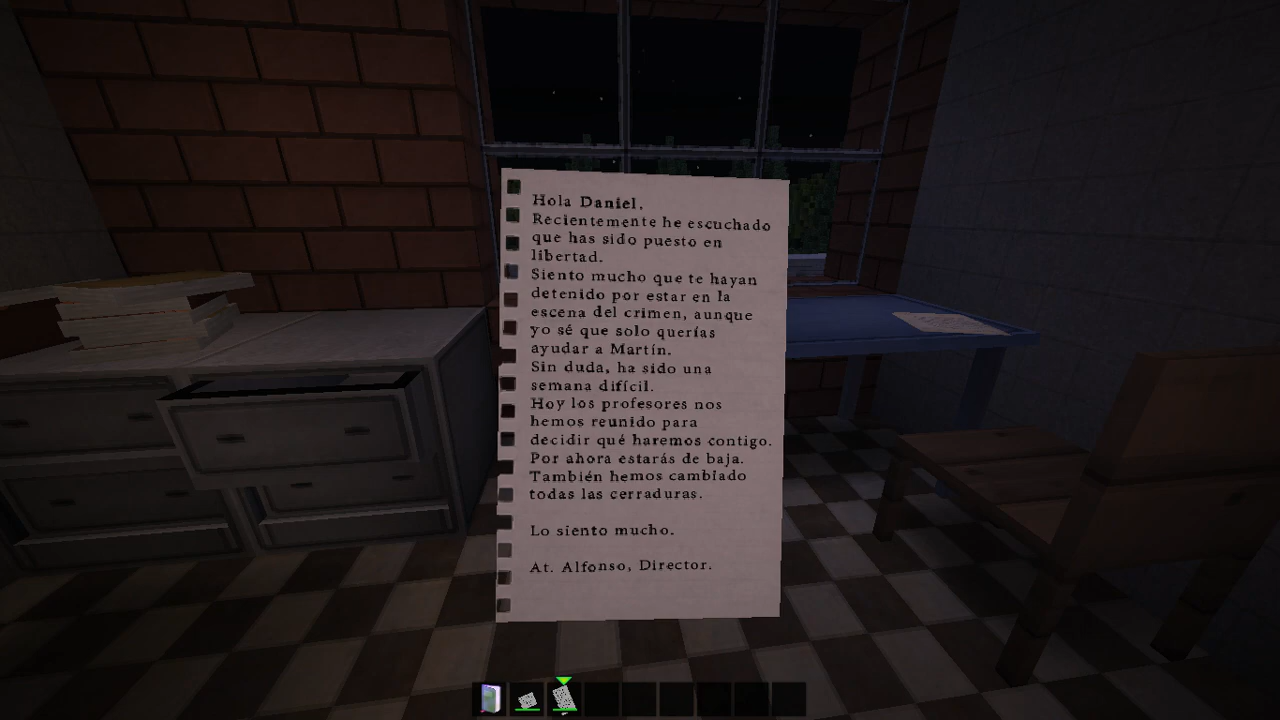 Hola Daniel,
Recientemente he escuchado
que has sido puesto en
libertad.
Siento mucho que te hayan
detenido por estar en la
escena del crimen, aunque
yo sé que solo querías
ayudar a Martín.
Sin duda, ha sido una
semana difícil.
Hoy los profesores nos
hemos reunido para
decidir qué haremos contigo.
Por ahora estarás de baja.
También hemos cambiado
todas las cerraduras.
Lo siento mucho.
At. Alfonso, Director.